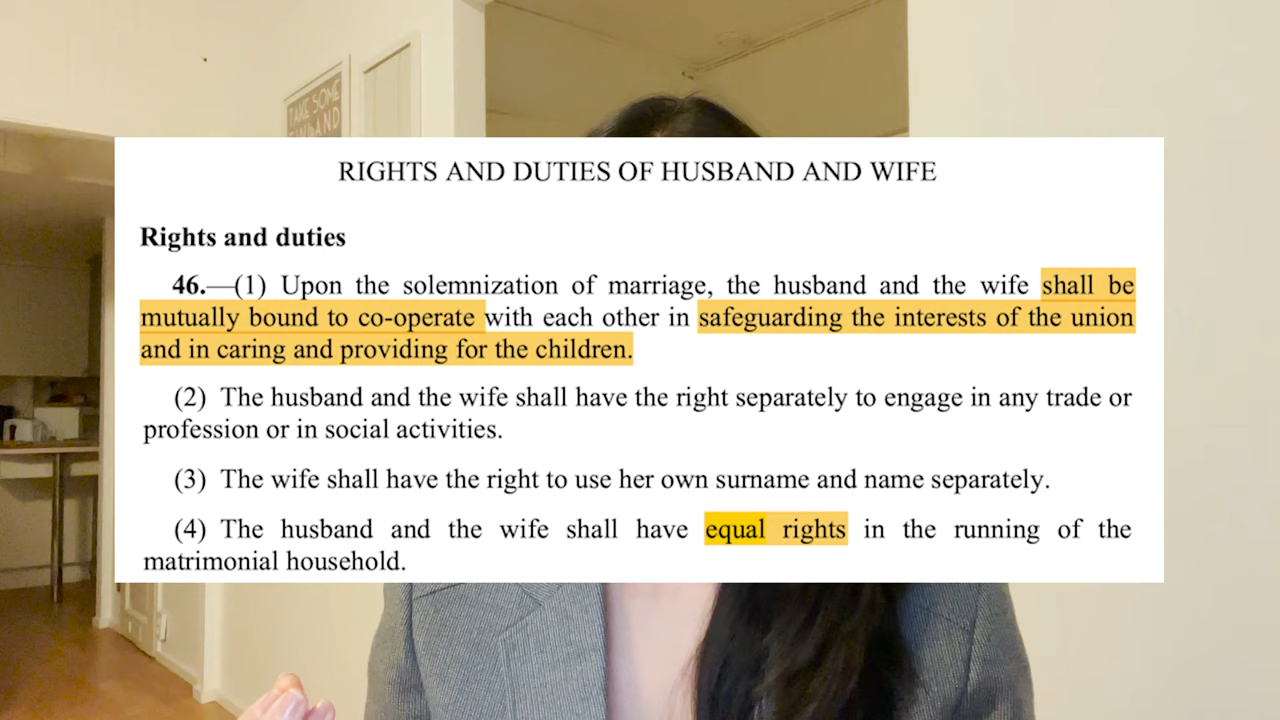 TAKE SOME
RIGHTS AND DUTIES OF HUSBAND AND WIFE
Rights and duties
46.—(1) Upon the solemnization of marriage, the husband and the wife shall be
mutually bound to co-operate with each other in safeguarding the interests of the union
and in caring and providing for the children.
(2) The husband and the wife shall have the right separately to engage in any trade or
profession or in social activities.
(3) The wife shall have the right to use her own surname and name separately.
(4) The husband and the wife shall have equal rights in the running of the
matrimonial household.